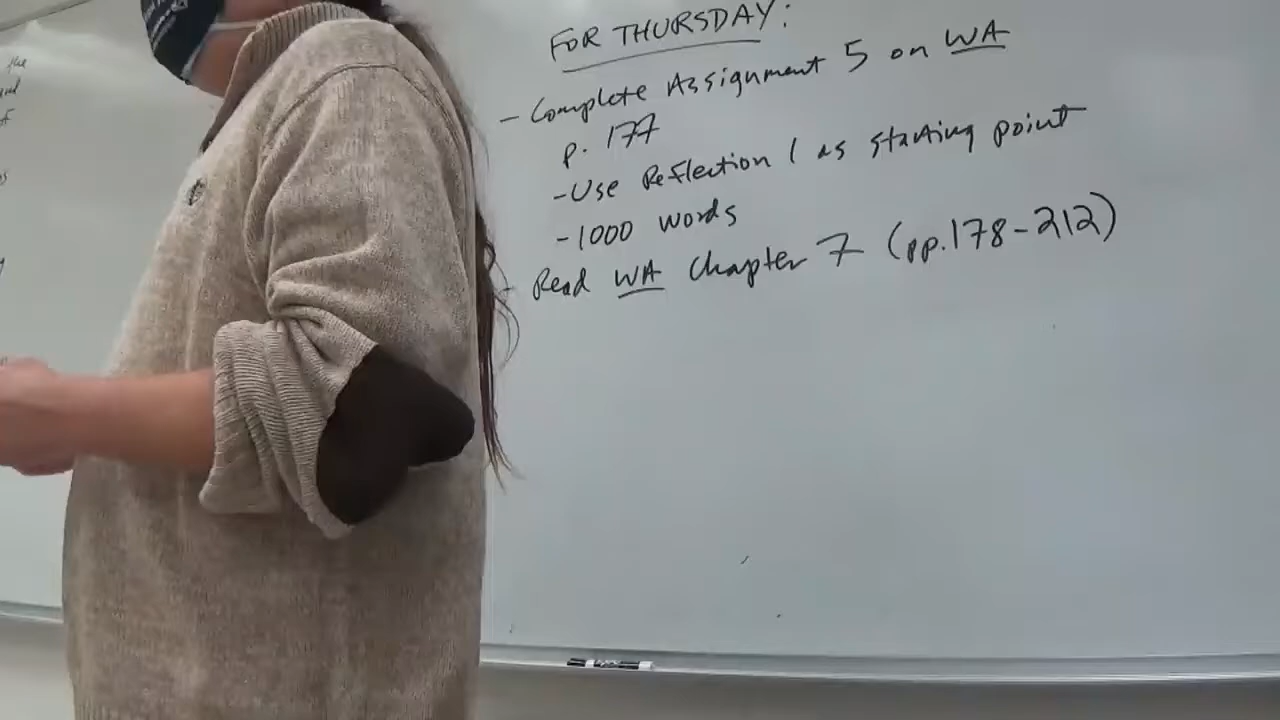 the
FOR THURSDAY:
- Complete Assignment 5 on WA
p. 177
- Use Reflection 1 as starting point
- 1000 words
- Read WA Chapter 7 (pp. 178-212)